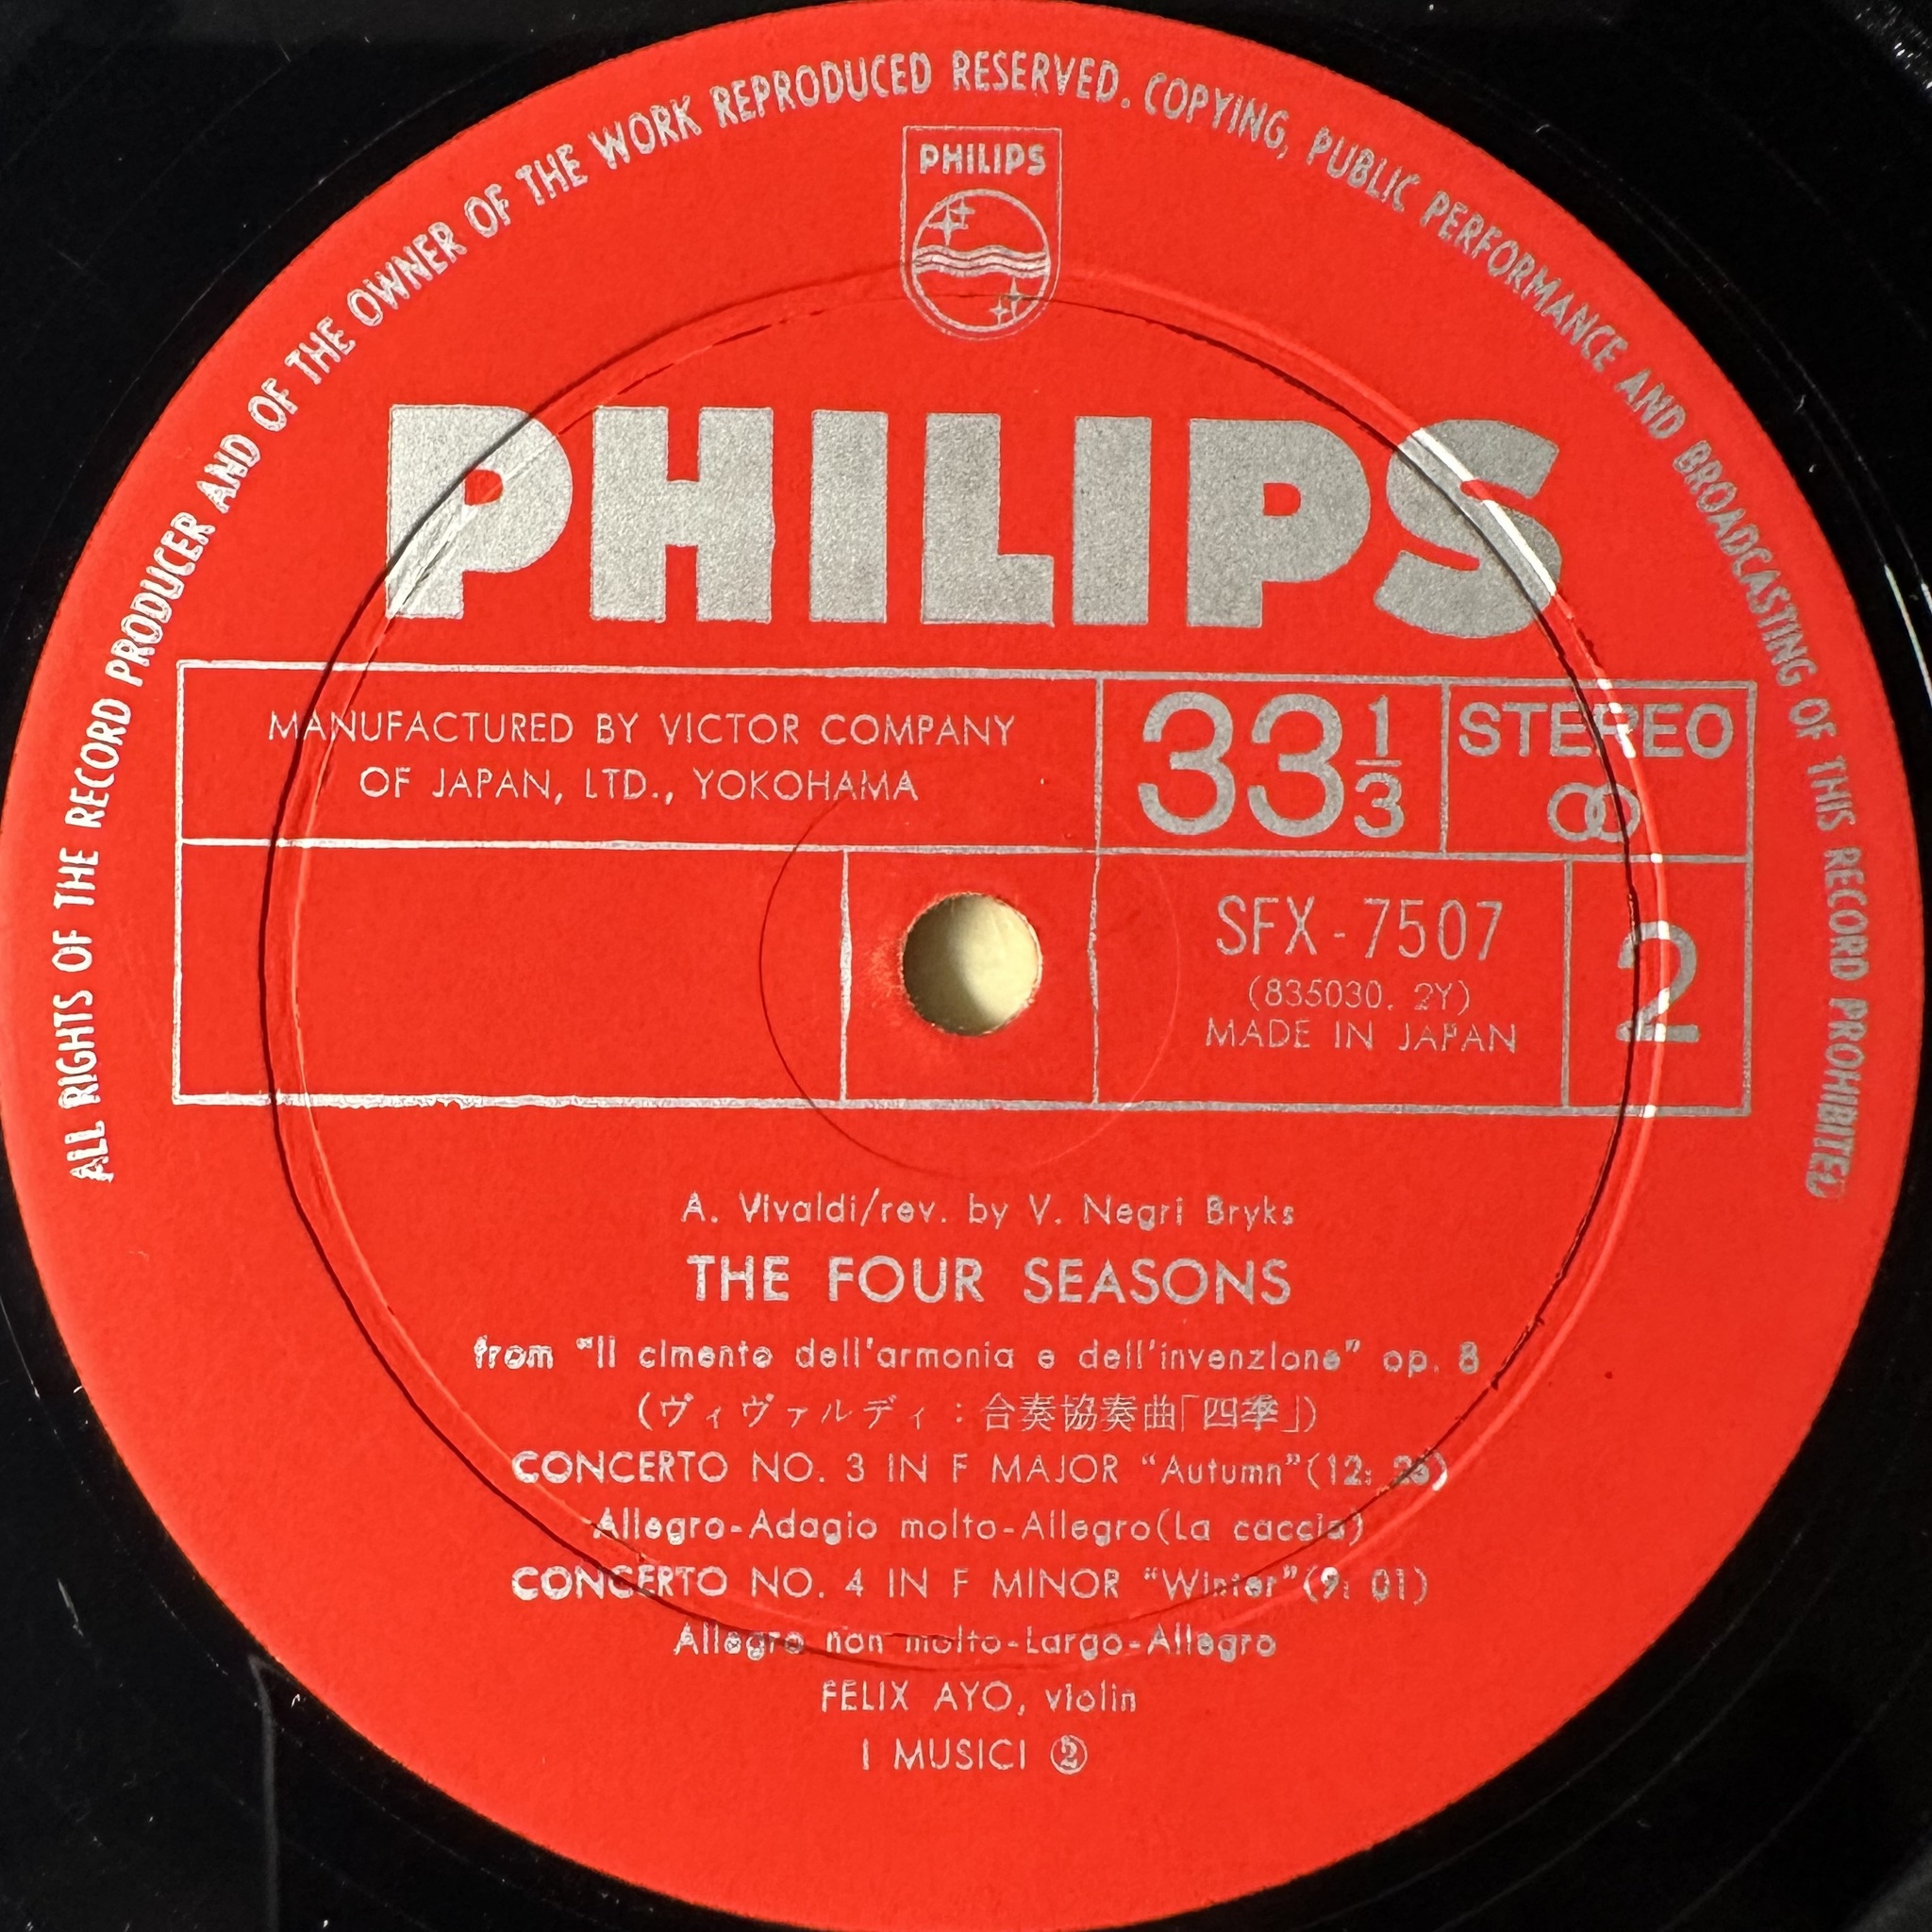 ALL RIGHTS OF THE RECORD PRODUCER AND OF THE OWNER OF THE WORK REPRODUCED RESERVED. COPYING, PUBLIC PERFORMANCE AND BROADCASTING OF THIS RECORD PROHIBITED
PHILIPS
PHILIPS
MANUFACTURED BY VICTOR COMPANY
OF JAPAN, LTD., YOKOHAMA
33 1/3
STEREO
SFX-7507
(835030. 2Y)
MADE IN JAPAN
2
A. Vivaldi/rev. by V. Negri Bryks
THE FOUR SEASONS
from "Il cimento dell'armonia e dell'invenzione" op. 8
(ヴィヴァルディ:合奏協奏曲「四季」)
CONCERTO NO. 3 IN F MAJOR "Autumn"
Allegro-Adagio molto-Allegro(La caccia)
CONCERTO NO. 4 IN F MINOR "Winter"(9: 01)
Allegro non molto-Largo-Allegro
FELIX AYO, violin
I MUSICI ②